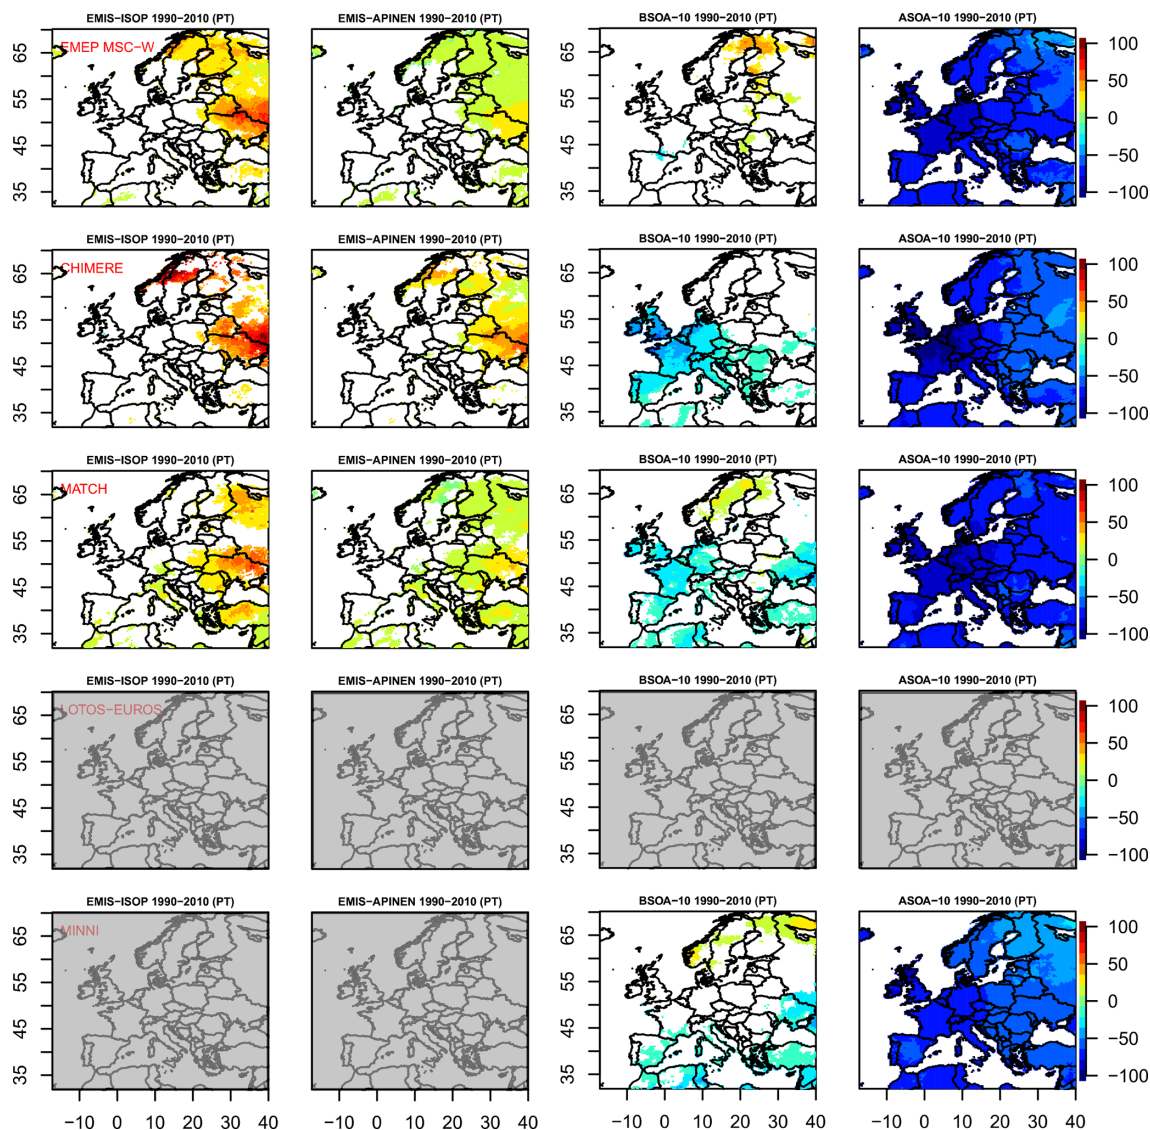 EMIS−ISOP 1990−2010 (PT) EMIS−APINEN 1990−2010 (PT) BSOA−10 1990−2010 (PT) ASOA−10 1990−2010 (PT)
EMEP MSC−W
65 55 45 35
100 50 0 −50 −100
EMIS−ISOP 1990−2010 (PT) EMIS−APINEN 1990−2010 (PT) BSOA−10 1990−2010 (PT) ASOA−10 1990−2010 (PT)
CHIMERE
65 55 45 35
100 50 0 −50 −100
EMIS−ISOP 1990−2010 (PT) EMIS−APINEN 1990−2010 (PT) BSOA−10 1990−2010 (PT) ASOA−10 1990−2010 (PT)
MATCH
65 55 45 35
100 50 0 −50 −100
EMIS−ISOP 1990−2010 (PT) EMIS−APINEN 1990−2010 (PT) BSOA−10 1990−2010 (PT) ASOA−10 1990−2010 (PT)
LOTOS−EUROS
65 55 45 35
100 50 0 −50 −100
EMIS−ISOP 1990−2010 (PT) EMIS−APINEN 1990−2010 (PT) BSOA−10 1990−2010 (PT) ASOA−10 1990−2010 (PT)
MINNI
65 55 45 35
100 50 0 −50 −100
−10 0 10 20 30 40 −10 0 10 20 30 40 −10 0 10 20 30 40 −10 0 10 20 30 40